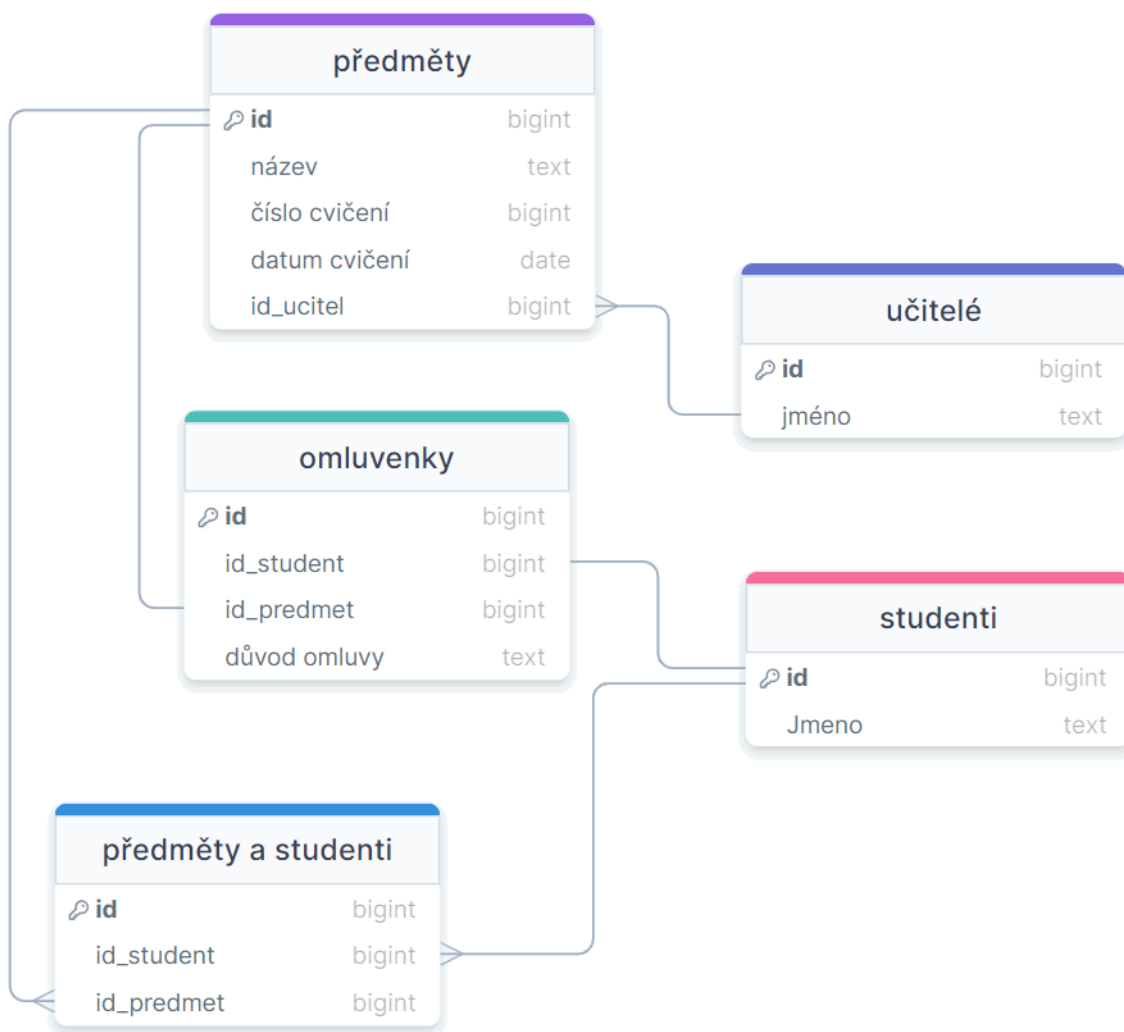 předměty
id bigint
název text
číslo cvičení bigint
datum cvičení date
id_ucitel bigint
učitelé
id bigint
jméno text
omluvenky
id bigint
id_student bigint
id_predmet bigint
důvod omluvy text
studenti
id bigint
Jmeno text
předměty a studenti
id bigint
id_student bigint
id_predmet bigint